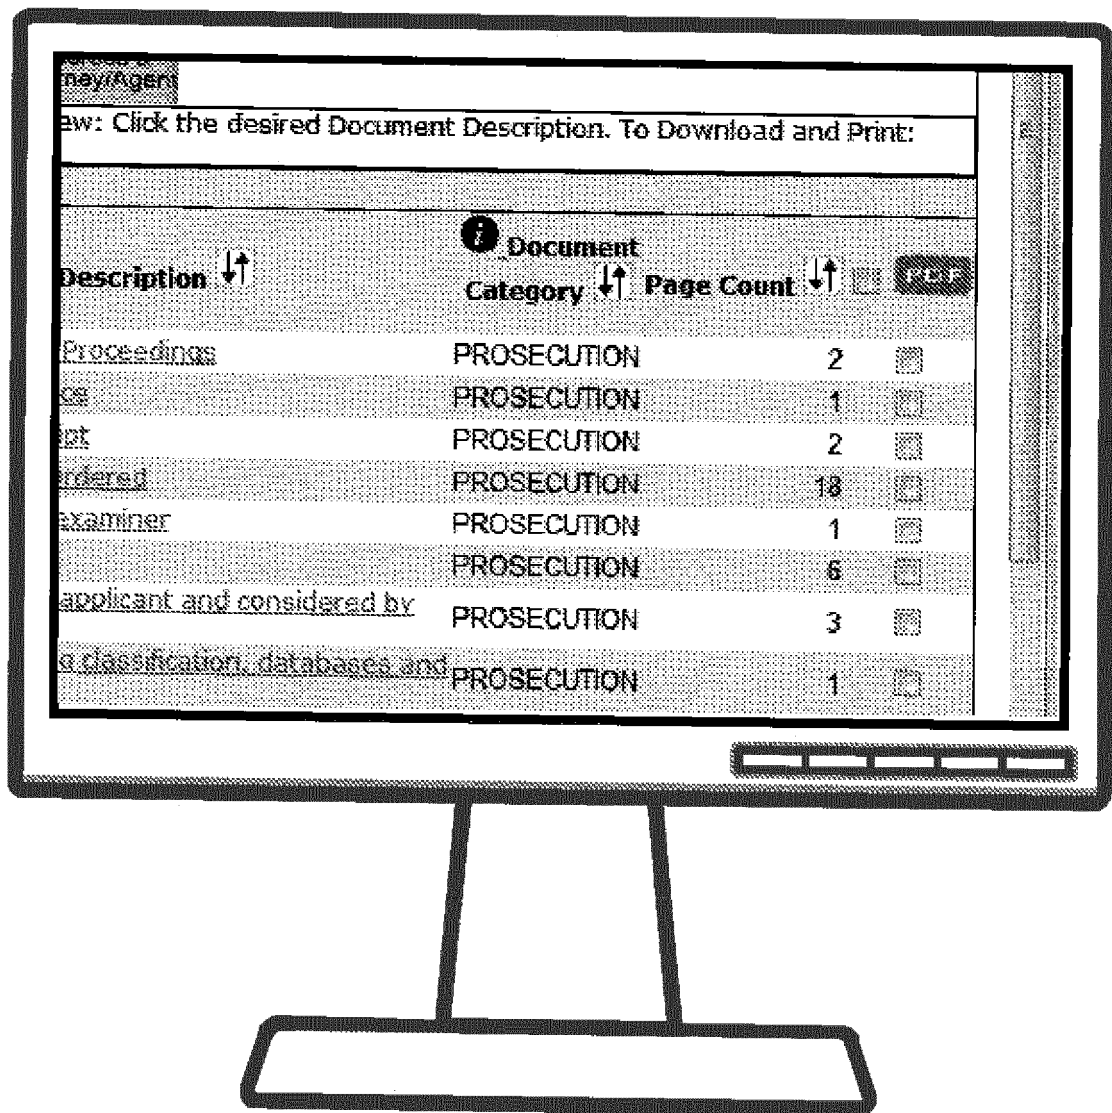 ney/Agent
ew: Click the desired Document Description. To Download and Print:
Description Document Category Page Count PDF
Proceedings PROSECUTION 2
ce PROSECUTION 1
ipt PROSECUTION 2
rdered PROSECUTION 18
examiner PROSECUTION 1
PROSECUTION 6
applicant and considered by PROSECUTION 3
o classification, databases and PROSECUTION 1